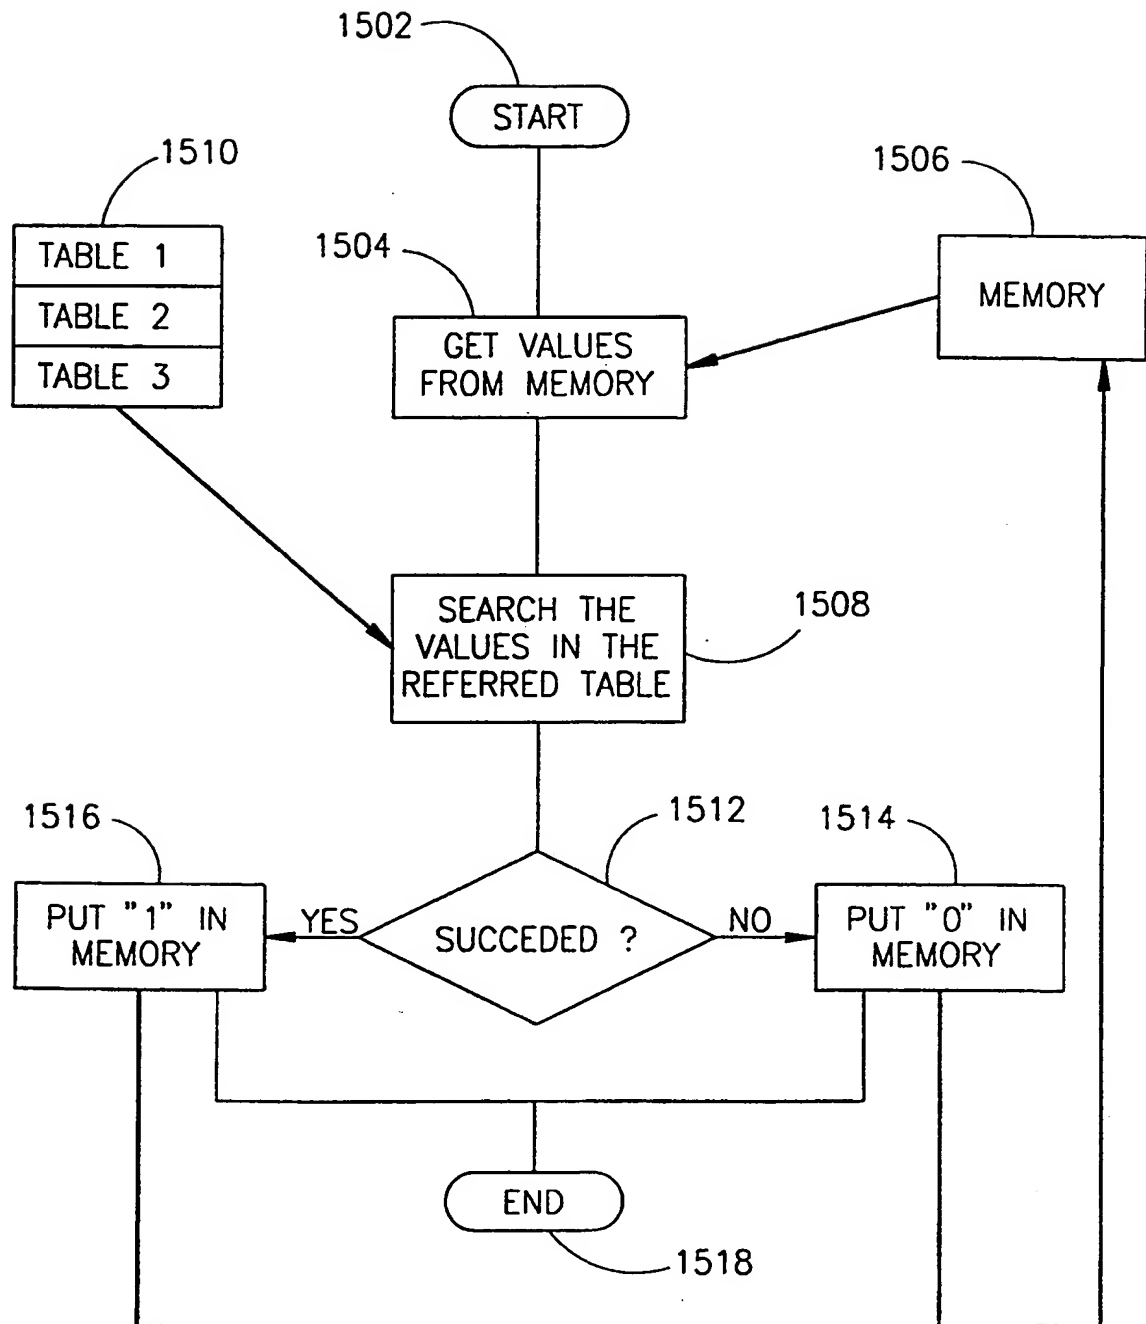 1502
START
1510
1506
1504
TABLE 1
TABLE 2
TABLE 3
MEMORY
GET VALUES
FROM MEMORY
SEARCH THE
VALUES IN THE
REFERRED TABLE
1508
1516
1512
1514
PUT "1" IN
MEMORY
YES
SUCCEDED ?
NO
PUT "0" IN
MEMORY
END
1518